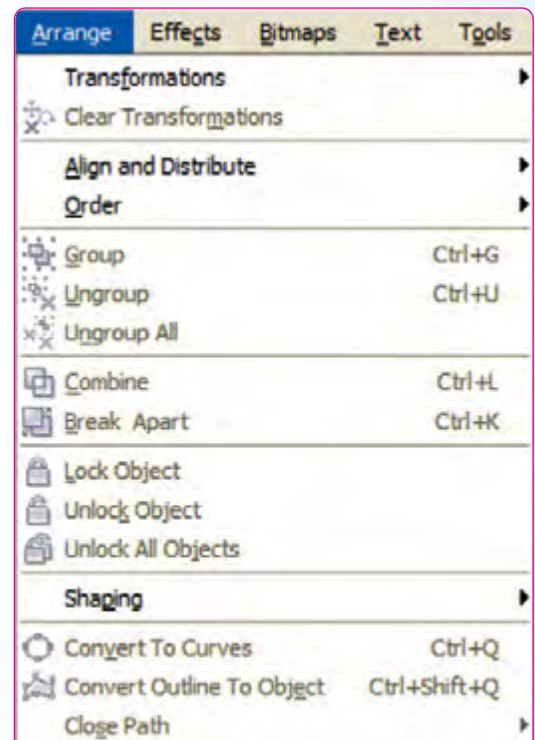 Arrange Effects Bitmaps Text Tools
Transformations
Clear Transformations
Align and Distribute
Order
Group Ctrl+G
Ungroup Ctrl+U
Ungroup All
Combine Ctrl+L
Break Apart Ctrl+K
Lock Object
Unlock Object
Unlock All Objects
Shaping
Convert To Curves Ctrl+Q
Convert Outline To Object Ctrl+Shift+Q
Close Path